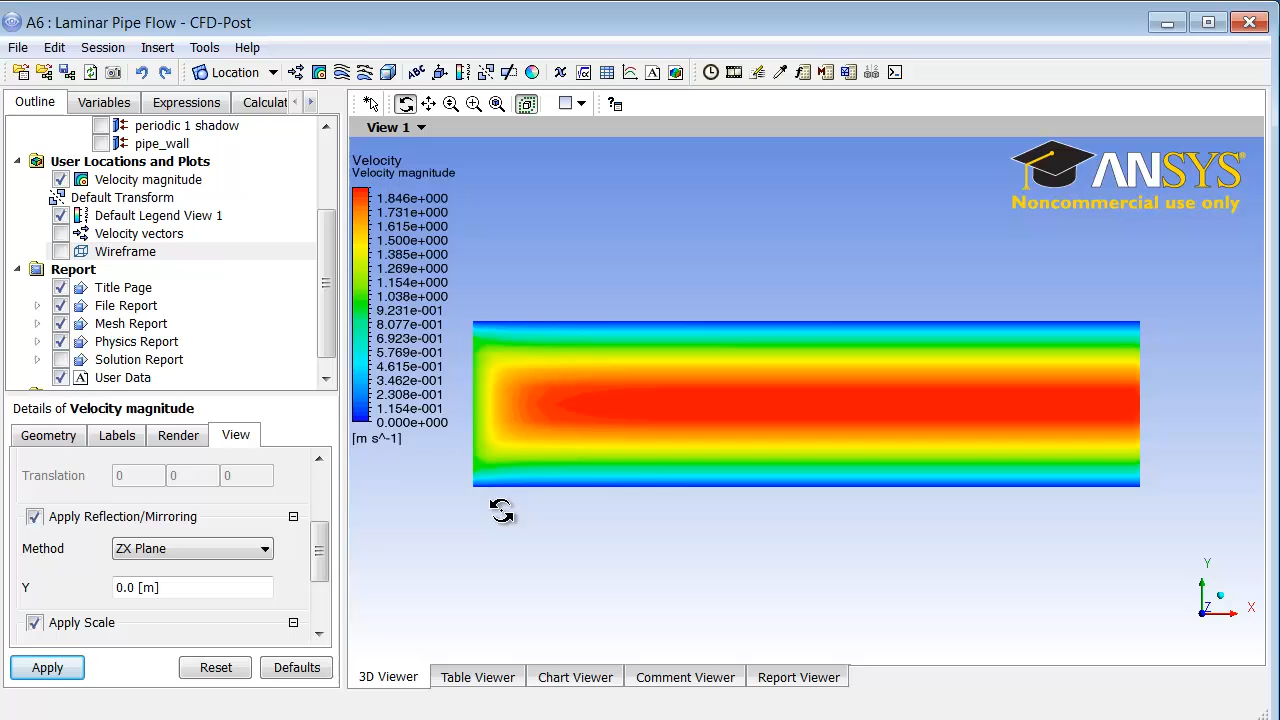 A6 : Laminar Pipe Flow - CFD-Post
File Edit Session Insert Tools Help
Location
Outline Variables Expressions Calculat
periodic 1 shadow
pipe_wall
User Locations and Plots
Velocity magnitude
Default Transform
Default Legend View 1
Velocity vectors
Wireframe
Report
Title Page
File Report
Mesh Report
Physics Report
Solution Report
User Data
Details of Velocity magnitude
Geometry Labels Render View
Translation 0 0 0
Apply Reflection/Mirroring
Method ZX Plane
Y 0.0 [m]
Apply Scale
Apply Reset Defaults
View 1
Velocity
Velocity magnitude
1.846e+000
1.731e+000
1.615e+000
1.500e+000
1.385e+000
1.269e+000
1.154e+000
1.038e+000
9.231e-001
8.077e-001
6.923e-001
5.769e-001
4.615e-001
3.462e-001
2.308e-001
1.154e-001
0.000e+000
[m s^-1]
ANSYS
Noncommercial use only
Y
Z X
3D Viewer Table Viewer Chart Viewer Comment Viewer Report Viewer